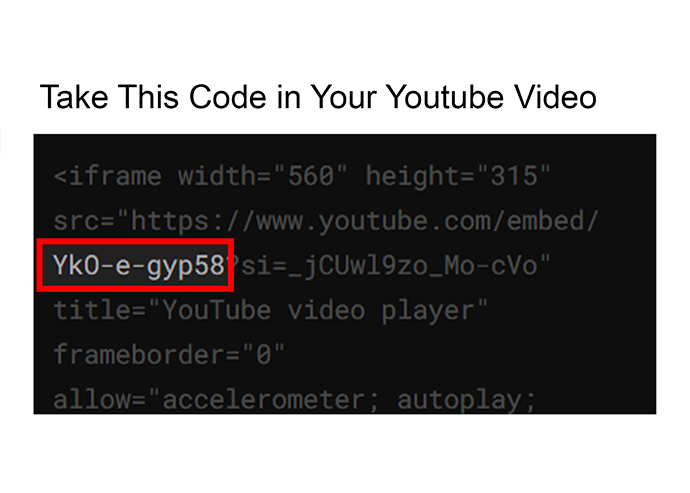 Take This Code in Your Youtube Video
<iframe width="560" height="315"
src="https://www.youtube.com/embed/
YkO-e-gyp58?si=_jCUwl9zo_Mo-cVo"
title="YouTube video player"
frameborder="0"
allow="accelerometer; autoplay;